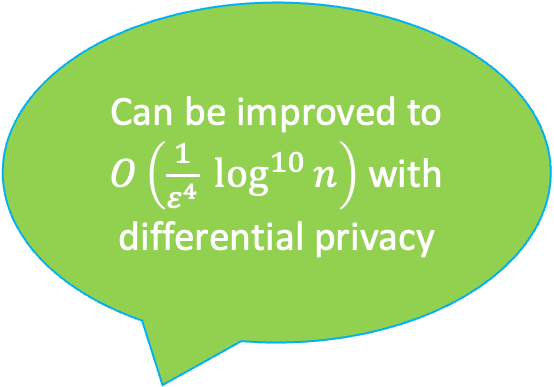 Can be improved to
𝑂 (1/𝜀⁴ log¹⁰ 𝑛) with
differential privacy